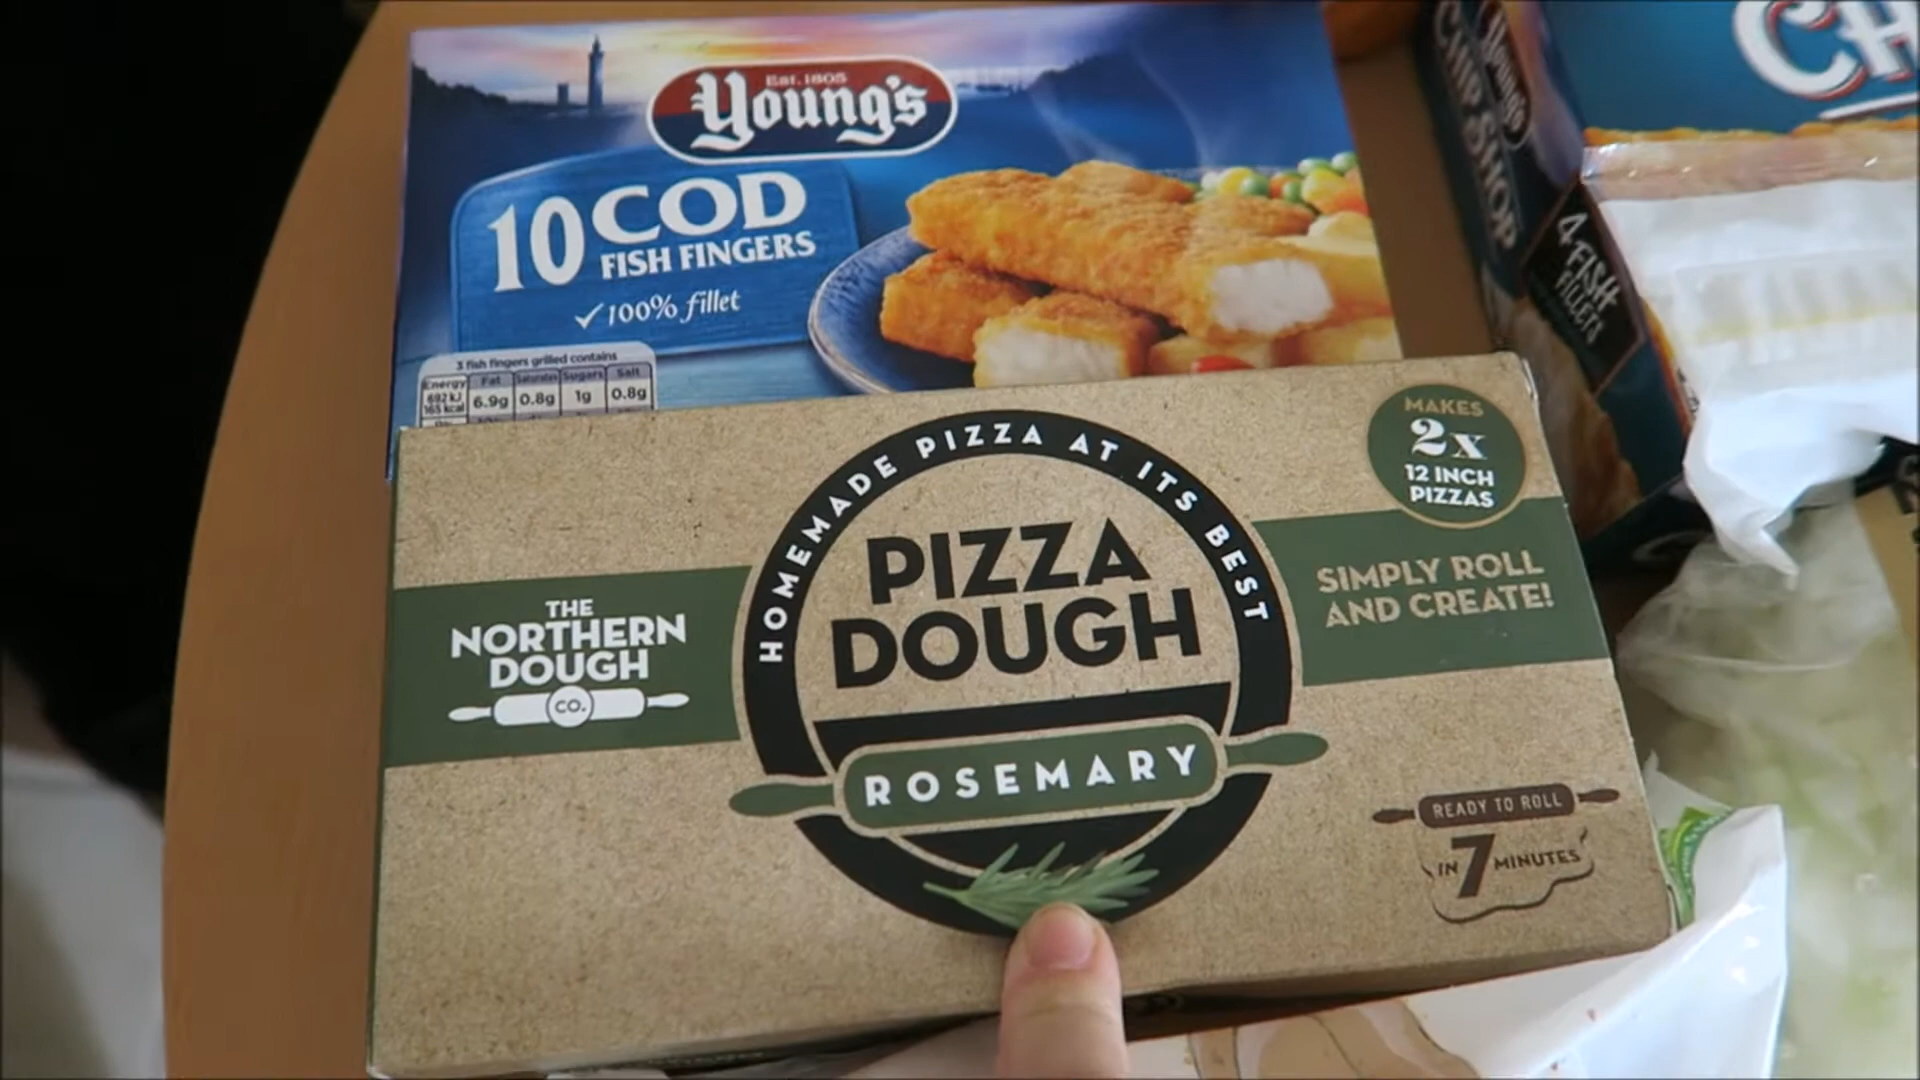 Est. 1805
Young's
10 COD
FISH FINGERS
✓ 100% fillet
3 fish fingers grilled contains
Energy Fat Saturates Sugars Salt
692 kJ
165 kcal 6.9g 0.8g 1g 0.8g
CH
Young's
CHIP SHOP
4 FISH
FILLETS
HOMEMADE PIZZA AT ITS BEST
PIZZA
DOUGH
ROSEMARY
THE
NORTHERN
DOUGH
CO.
MAKES
2x
12 INCH
PIZZAS
SIMPLY ROLL
AND CREATE!
READY TO ROLL
IN 7 MINUTES